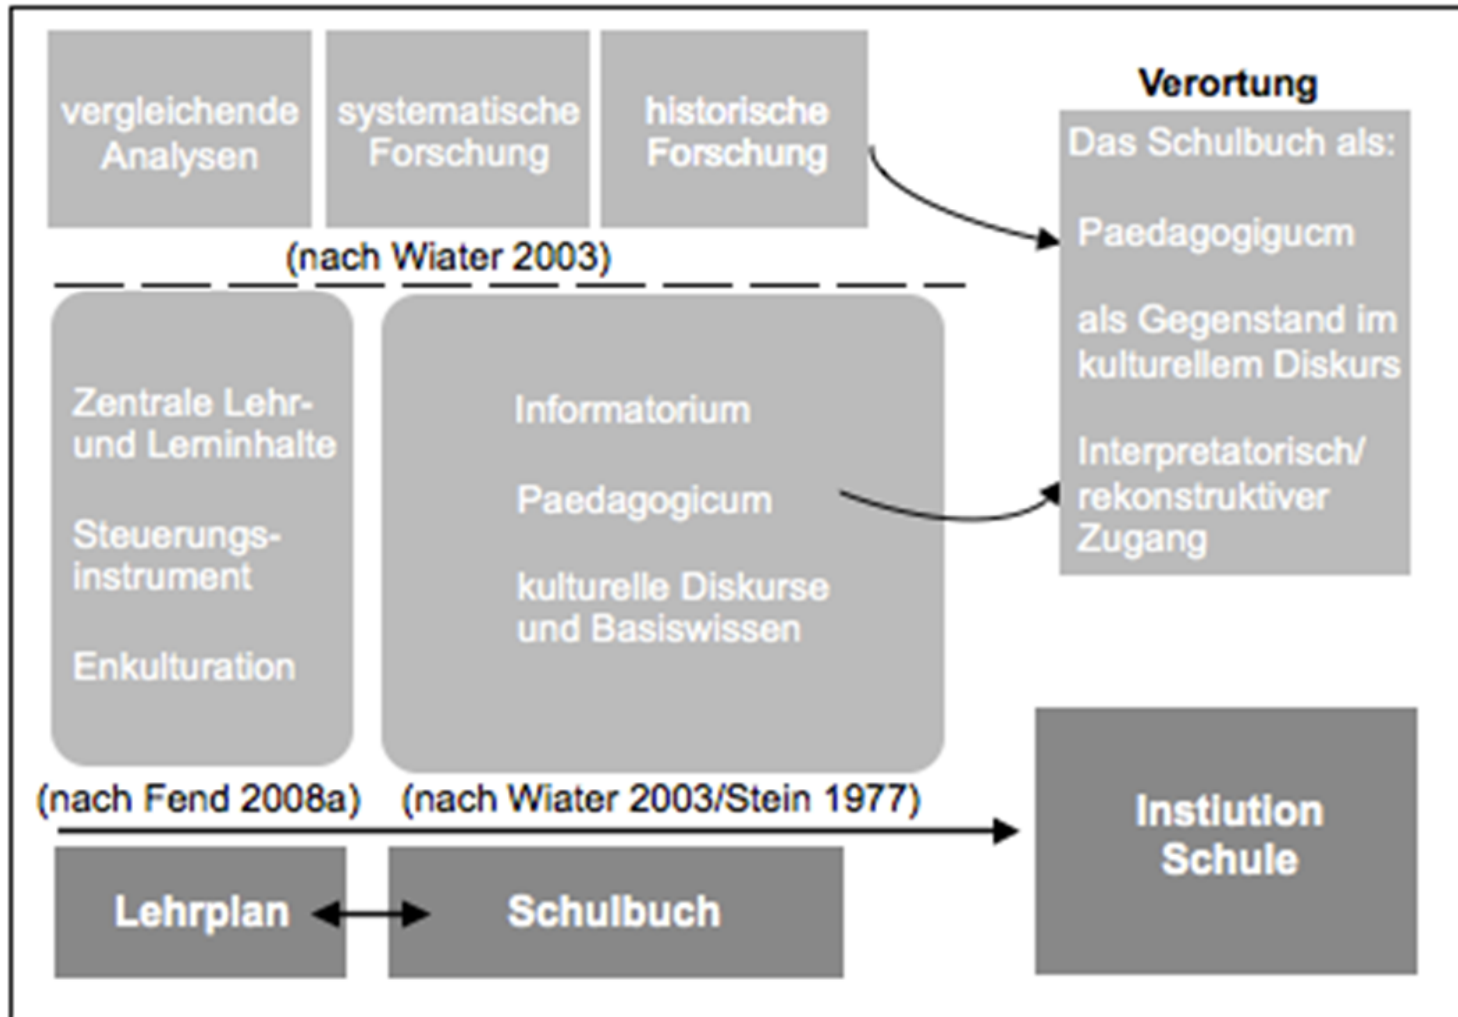 vergleichende
Analysen
systematische
Forschung
historische
Forschung
(nach Wiater 2003)
Verortung
Das Schulbuch als:
Paedagogigucm
als Gegenstand im
kulturellem Diskurs
Interpretatorisch/
rekonstruktiver
Zugang
Zentrale Lehr-
und Lerninhalte
Steuerungs-
instrument
Enkulturation
(nach Fend 2008a)
Informatorium
Paedagogicum
kulturelle Diskurse
und Basiswissen
(nach Wiater 2003/Stein 1977)
Lehrplan
Schulbuch
Instiution
Schule